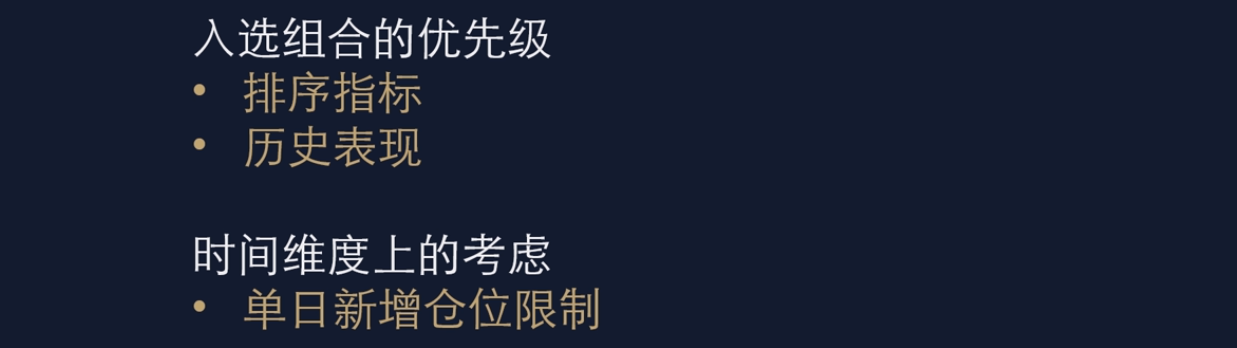 入选组合的优先级
• 排序指标
• 历史表现
时间维度上的考虑
• 单日新增仓位限制